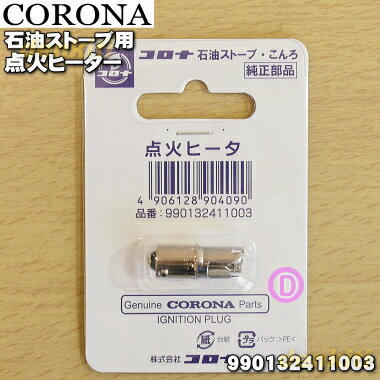 CORONA
石油ストーブ用
点火ヒーター
コロナ 石油ストーブ・こんろ
純正部品
点火ヒータ
4 906128 904090
品番:990132411003
D
Genuine CORONA Parts
IGNITION PLUG
紙 台紙 プラ パック>PE<
株式会社 コロナ
990132411003